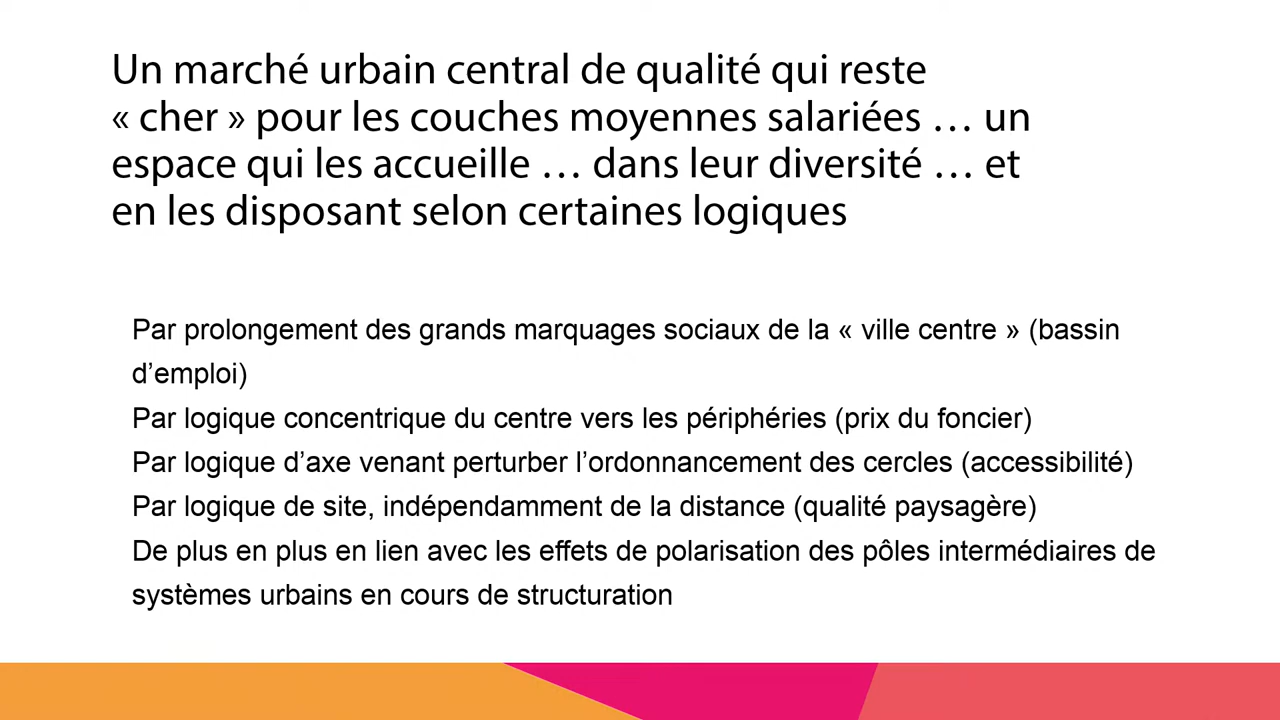 Un marché urbain central de qualité qui reste
« cher » pour les couches moyennes salariées … un
espace qui les accueille … dans leur diversité … et
en les disposant selon certaines logiques
Par prolongement des grands marquages sociaux de la « ville centre » (bassin
d’emploi)
Par logique concentrique du centre vers les périphéries (prix du foncier)
Par logique d’axe venant perturber l’ordonnancement des cercles (accessibilité)
Par logique de site, indépendamment de la distance (qualité paysagère)
De plus en plus en lien avec les effets de polarisation des pôles intermédiaires de
systèmes urbains en cours de structuration